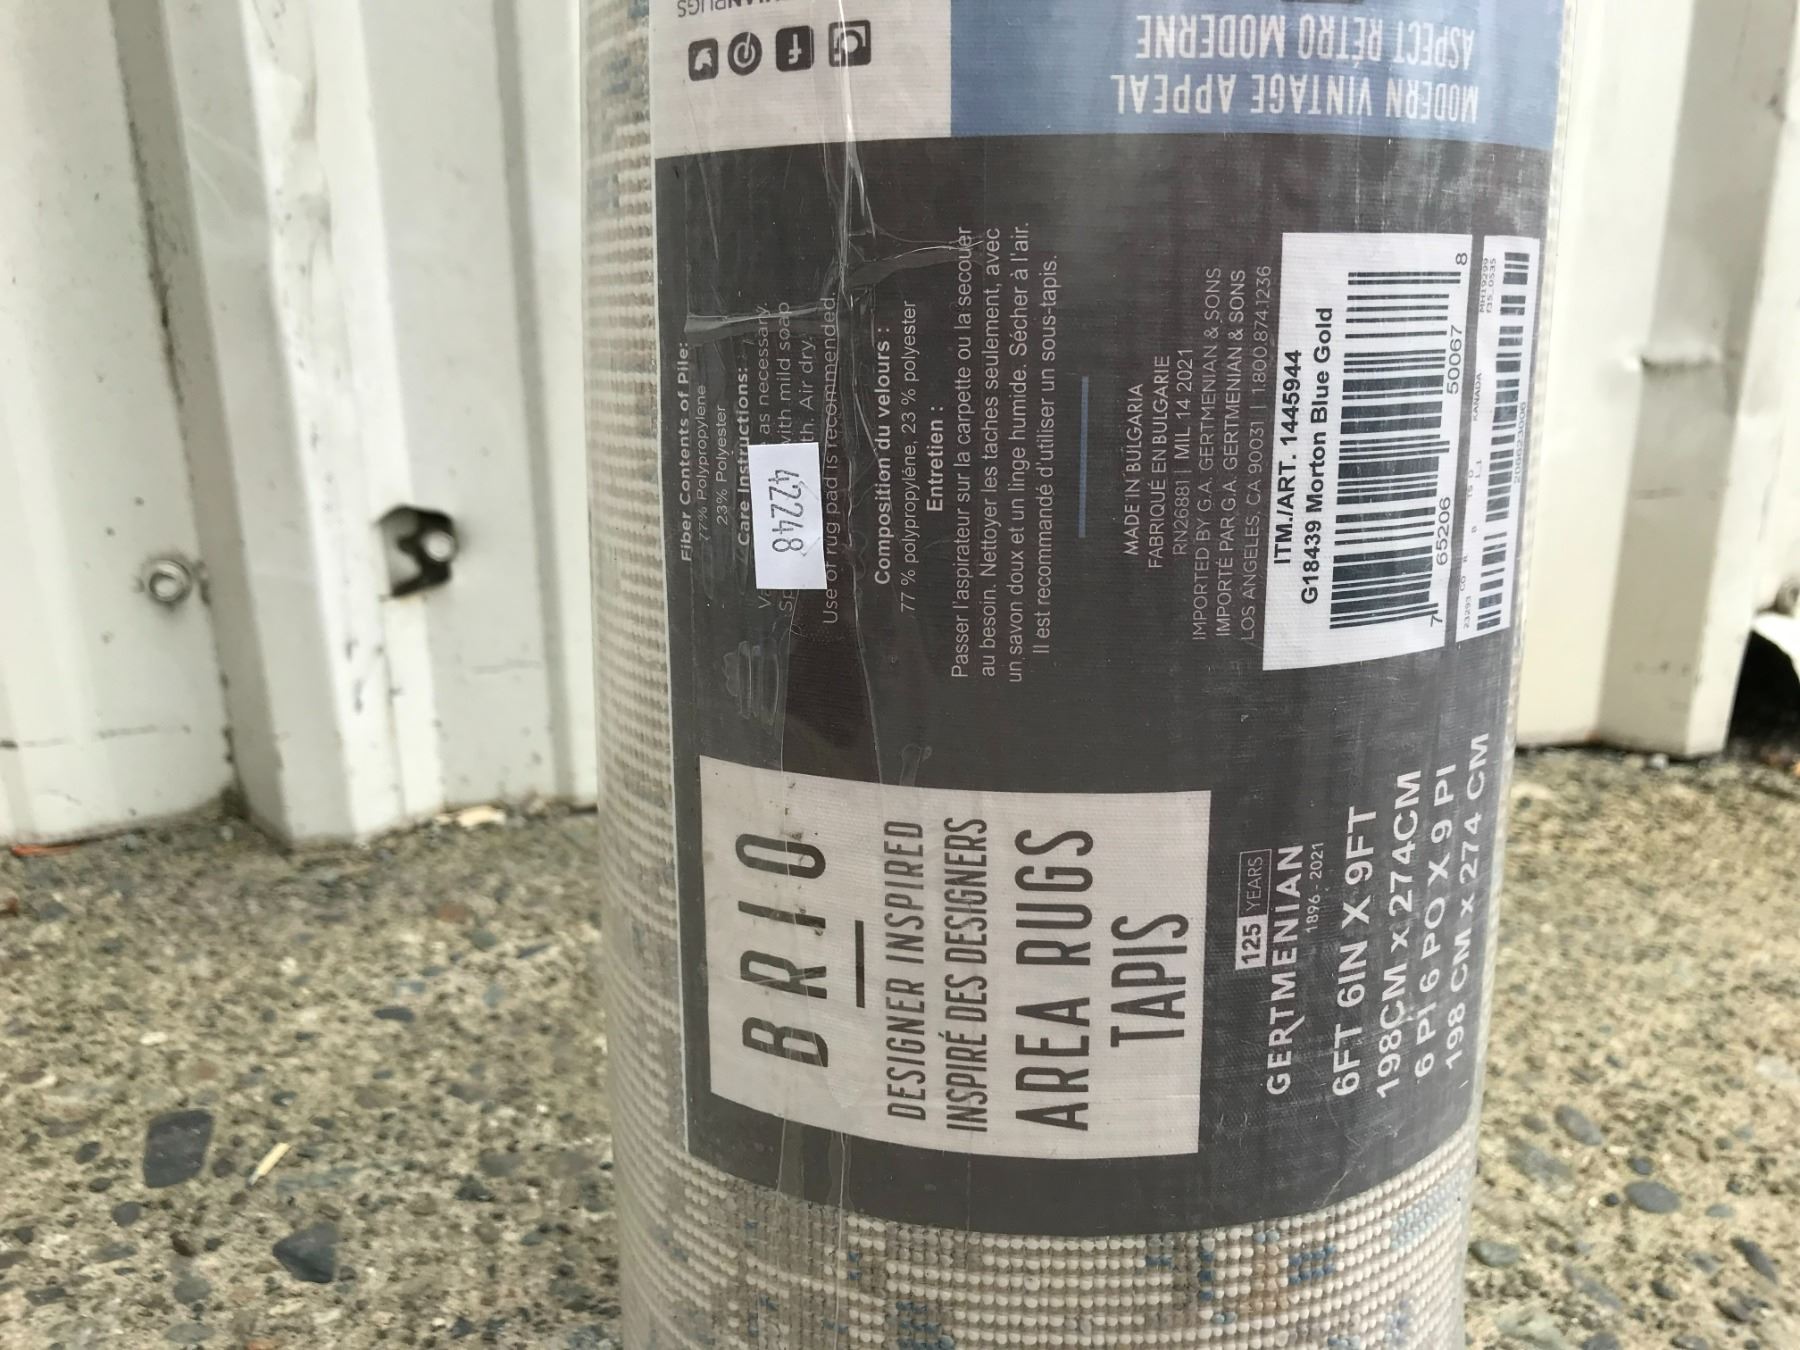 MODERN VINTAGE APPEAL
ASPECT RÉTRO MODERNE
Fiber Contents of Pile:
77% Polypropylene
23% Polyester
Care Instructions:
as necessary.
with mild soap
Air dry.
Use of rug pad is recommended.
42248
Composition du velours :
77 % polypropylène, 23 % polyester
Entretien :
Passer l'aspirateur sur la carpette ou la secouer
au besoin. Nettoyer les taches seulement, avec
un savon doux et un linge humide. Sécher à l'air.
Il est recommandé d'utiliser un sous-tapis.
MADE IN BULGARIA
FABRIQUE EN BULGARIE
RN26881 | MIL 14 2021
IMPORTED BY G.A. GERTMENIAN & SONS
IMPORTÉ PAR G.A. GERTMENIAN & SONS
LOS ANGELES, CA 90031 | 1.800.874.1236
ITM./ART. 1445944
G18439 Morton Blue Gold
7 65206 50067 8
KANADA
BRIO
DESIGNER INSPIRED
INSPIRÉ DES DESIGNERS
AREA RUGS
TAPIS
125 YEARS
GERTMENIAN
1896 - 2021
6FT 6IN X 9FT
198CM x 274CM
6 PI 6 PO X 9 PI
198 CM x 274 CM